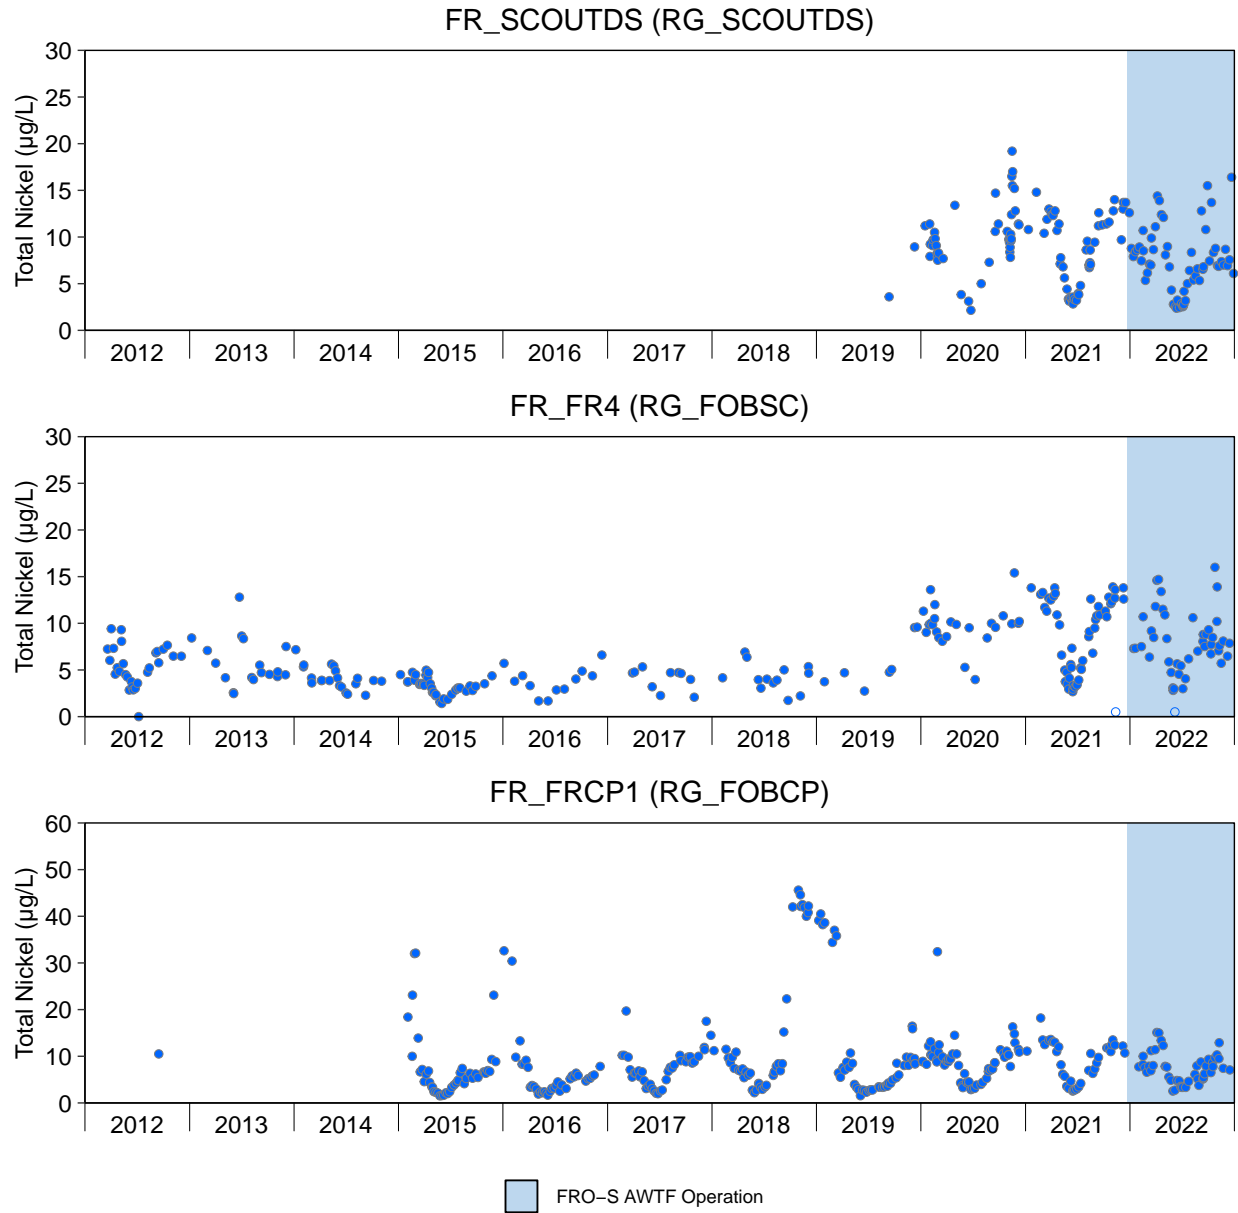 FR_SCOUTDS (RG_SCOUTDS)
Total Nickel (µg/L)
30
25
20
15
10
5
0
2012 2013 2014 2015 2016 2017 2018 2019 2020 2021 2022
FR_FR4 (RG_FOBSC)
Total Nickel (µg/L)
30
25
20
15
10
5
0
2012 2013 2014 2015 2016 2017 2018 2019 2020 2021 2022
FR_FRCP1 (RG_FOBCP)
Total Nickel (µg/L)
60
50
40
30
20
10
0
2012 2013 2014 2015 2016 2017 2018 2019 2020 2021 2022
FRO−S AWTF Operation